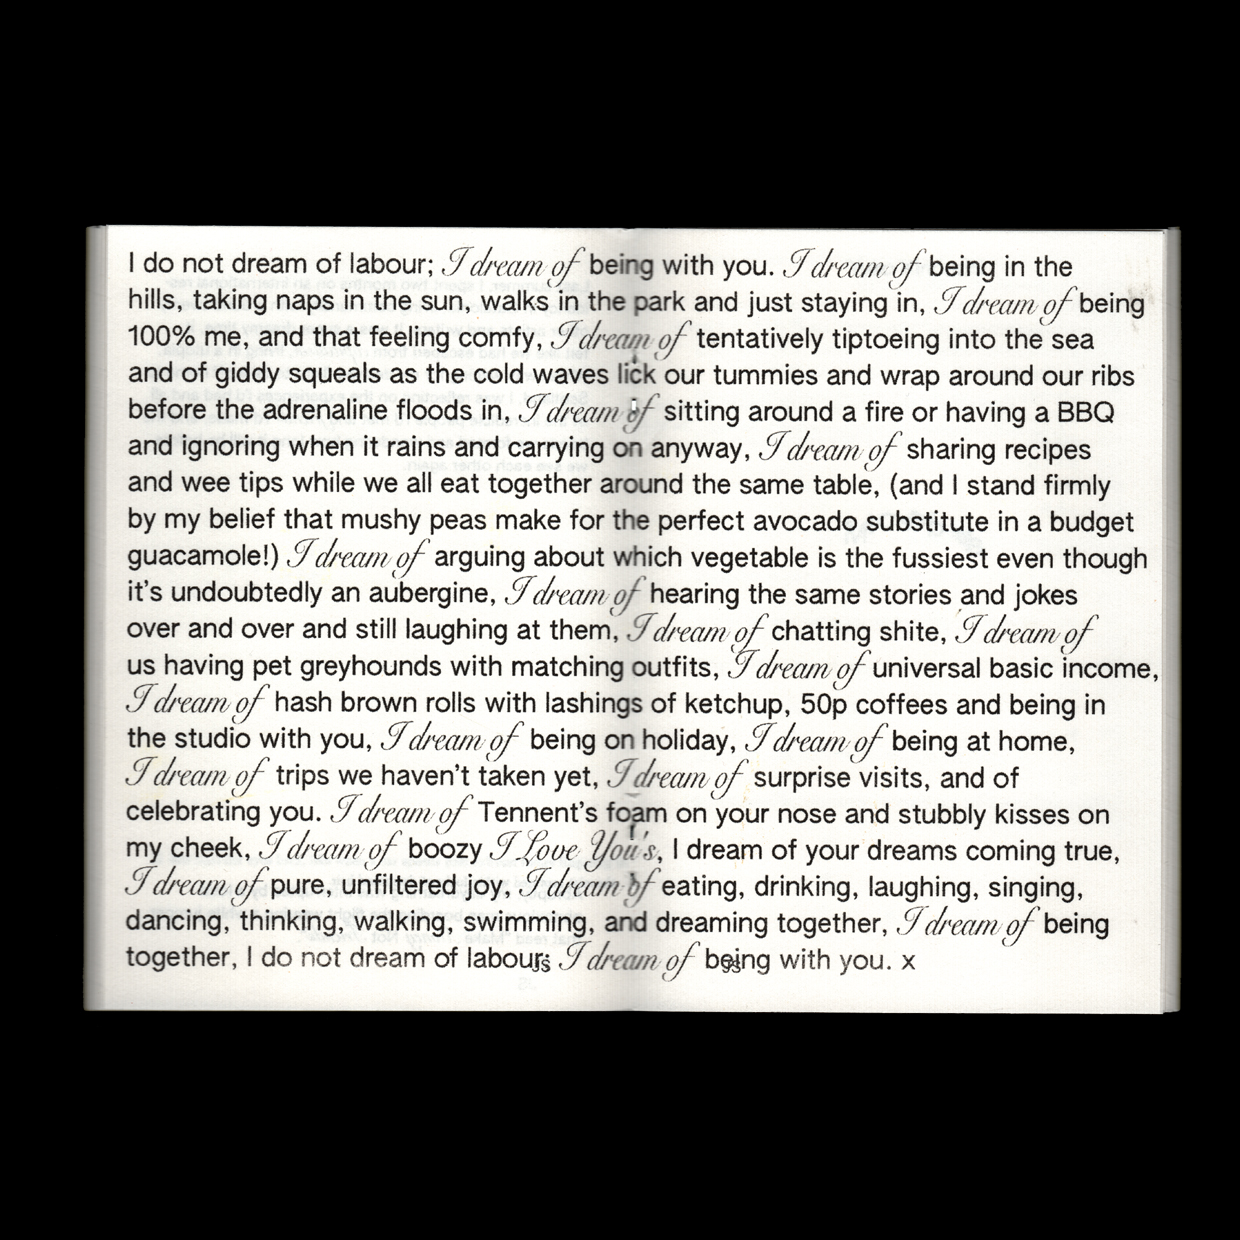 I do not dream of labour; I dream of being with you. I dream of being in the
hills, taking naps in the sun, walks in the park and just staying in, I dream of being
100% me, and that feeling comfy, I dream of tentatively tiptoeing into the sea
and of giddy squeals as the cold waves lick our tummies and wrap around our ribs
before the adrenaline floods in, I dream of sitting around a fire or having a BBQ
and ignoring when it rains and carrying on anyway, I dream of sharing recipes
and wee tips while we all eat together around the same table, (and I stand firmly
by my belief that mushy peas make for the perfect avocado substitute in a budget
guacamole!) I dream of arguing about which vegetable is the fussiest even though
it's undoubtedly an aubergine, I dream of hearing the same stories and jokes
over and over and still laughing at them, I dream of chatting shite, I dream of
us having pet greyhounds with matching outfits, I dream of universal basic income,
I dream of hash brown rolls with lashings of ketchup, 50p coffees and being in
the studio with you, I dream of being on holiday, I dream of being at home,
I dream of trips we haven't taken yet, I dream of surprise visits, and of
celebrating you. I dream of Tennent's foam on your nose and stubbly kisses on
my cheek, I dream of boozy I Love You's, I dream of your dreams coming true,
I dream of pure, unfiltered joy, I dream of eating, drinking, laughing, singing,
dancing, thinking, walking, swimming, and dreaming together, I dream of being
together, I do not dream of labour; I dream of being with you. x